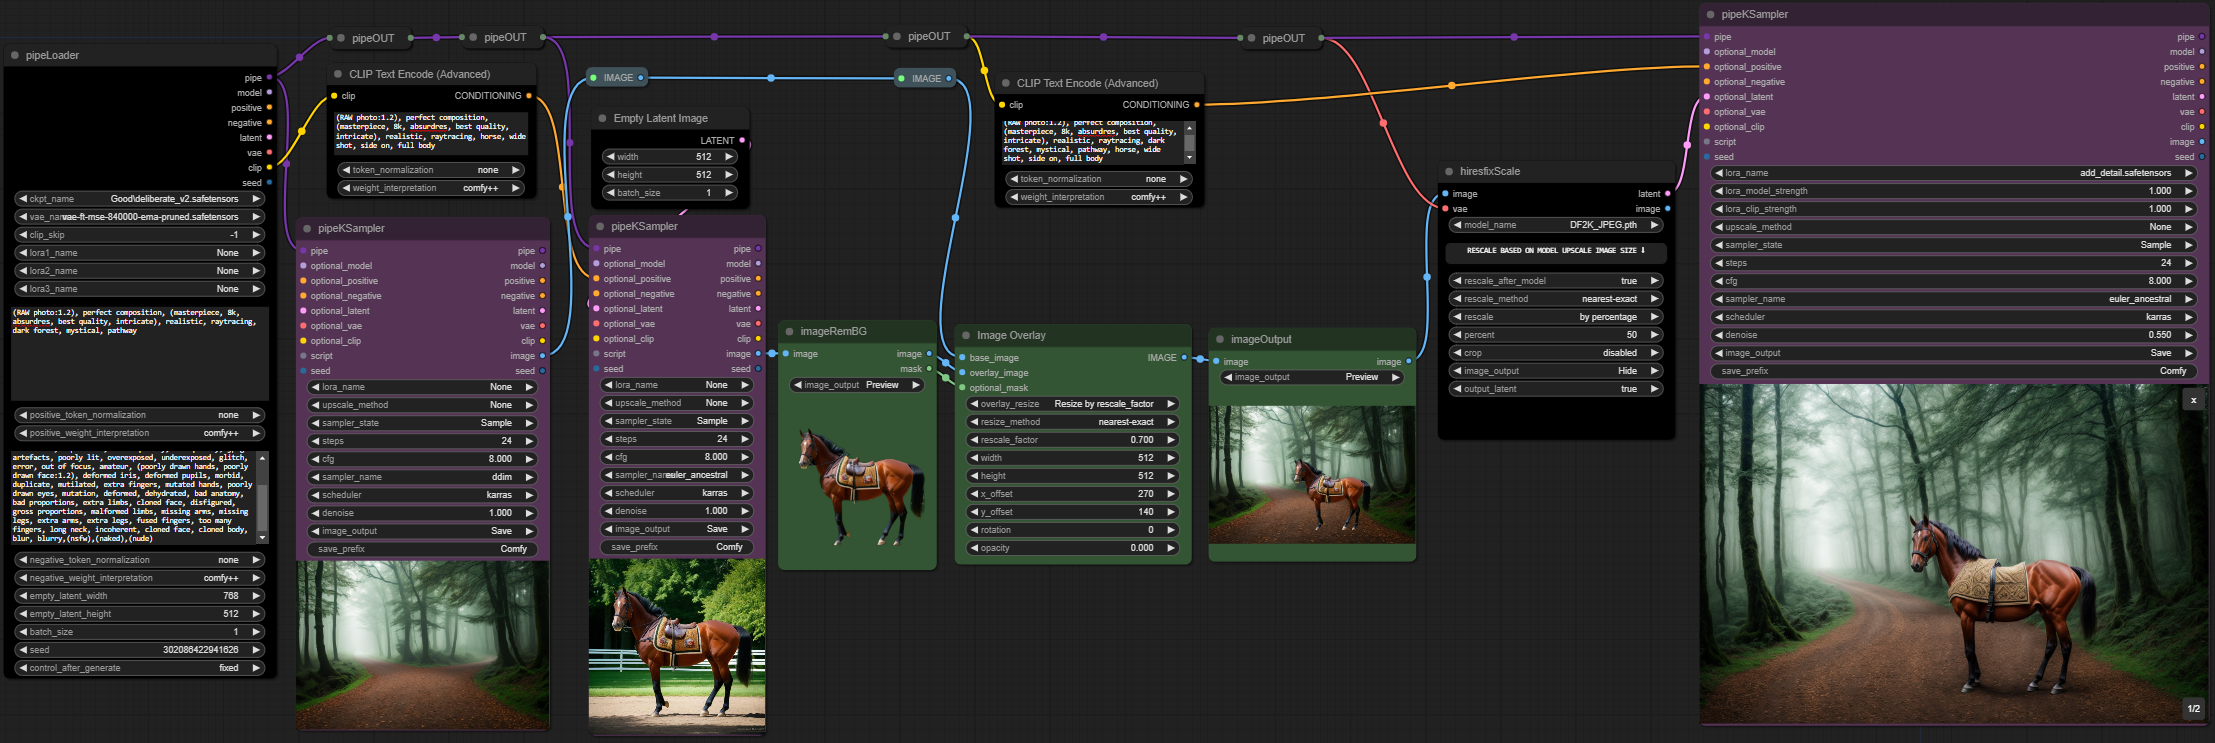 pipeLoader
pipe
model
positive
negative
latent
vae
clip
seed
ckpt_name Good\deliberate_v2.safetensors
vae_na vae-ft-mse-840000-ema-pruned.safetensors
clip_skip -1
lora1_name None
lora2_name None
lora3_name None
(RAW photo:1.2), perfect composition, (masterpiece, 8k,
absurdres, best quality, intricate), realistic, raytracing,
dark forest, mystical, pathway
positive_token_normalization none
positive_weight_interpretation comfy++
artefacts, poorly lit, overexposed, underexposed, glitch,
error, out of focus, amateur, (poorly drawn hands, poorly
drawn face:1.2), deformed iris, deformed pupils, morbid,
duplicate, mutilated, extra fingers, mutated hands, poorly
drawn eyes, mutation, deformed, dehydrated, bad anatomy,
bad proportions, extra limbs, cloned face, disfigured,
gross proportions, malformed limbs, missing arms, missing
legs, extra arms, extra legs, fused fingers, too many
fingers, long neck, incoherent, cloned face, cloned body,
blur, blurry,(nsfw),(naked),(nude)
negative_token_normalization none
negative_weight_interpretation comfy++
empty_latent_width 768
empty_latent_height 512
batch_size 1
seed 302086422941626
control_after_generate fixed
pipeOUT
pipeOUT
pipeOUT
pipeOUT
CLIP Text Encode (Advanced)
clip CONDITIONING
(RAW photo:1.2), perfect composition,
(masterpiece, 8k, absurdres, best quality,
intricate), realistic, raytracing, horse, wide
shot, side on, full body
token_normalization none
weight_interpretation comfy++
pipeKSampler
pipe pipe
optional_model model
optional_positive positive
optional_negative negative
optional_latent latent
optional_vae vae
optional_clip clip
script image
seed seed
lora_name None
upscale_method None
sampler_state Sample
steps 24
cfg 8.000
sampler_name ddim
scheduler karras
denoise 1.000
image_output Save
save_prefix Comfy
IMAGE
IMAGE
Empty Latent Image
LATENT
width 512
height 512
batch_size 1
pipeKSampler
pipe pipe
optional_model model
optional_positive positive
optional_negative negative
optional_latent latent
optional_vae vae
optional_clip clip
script image
seed seed
lora_name None
upscale_method None
sampler_state Sample
steps 24
cfg 8.000
sampler_na euler_ancestral
scheduler karras
denoise 1.000
image_output Save
save_prefix Comfy
imageRemBG
image image
mask
image_output Preview
CLIP Text Encode (Advanced)
clip CONDITIONING
(RAW photo:1.2), perfect composition,
(masterpiece, 8k, absurdres, best quality,
intricate), realistic, raytracing, dark
forest, mystical, pathway, horse, wide
shot, side on, full body
token_normalization none
weight_interpretation comfy++
Image Overlay
base_image IMAGE
overlay_image
optional_mask
overlay_resize Resize by rescale_factor
resize_method nearest-exact
rescale_factor 0.700
width 512
height 512
x_offset 270
y_offset 140
rotation 0
opacity 0.000
imageOutput
image image
image_output Preview
hiresfixScale
image latent
vae image
model_name DF2K_JPEG.pth
RESCALE BASED ON MODEL UPSCALE IMAGE SIZE ⬇
rescale_after_model true
rescale_method nearest-exact
rescale by percentage
percent 50
crop disabled
image_output Hide
output_latent true
pipeKSampler
pipe pipe
optional_model model
optional_positive positive
optional_negative negative
optional_latent latent
optional_vae vae
optional_clip clip
script image
seed seed
lora_name add_detail.safetensors
lora_model_strength 1.000
lora_clip_strength 1.000
upscale_method None
sampler_state Sample
steps 24
cfg 8.000
sampler_name euler_ancestral
scheduler karras
denoise 0.550
image_output Save
save_prefix Comfy
x
1/2